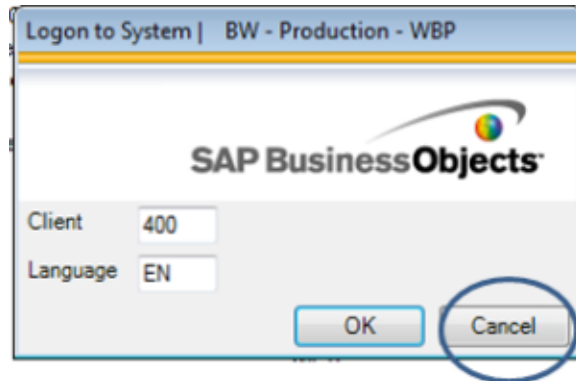 Logon to System | BW - Production - WBP
SAP BusinessObjects
Client 400
Language EN
OK Cancel